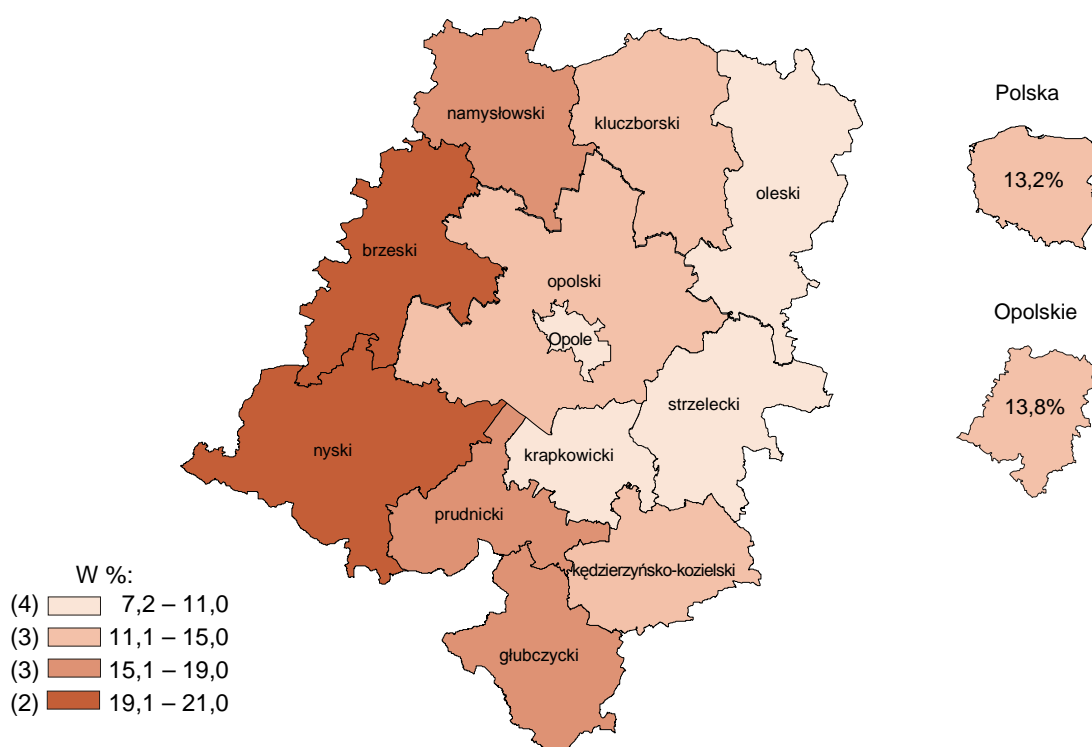 namysłowski
kluczborski
oleski
brzeski
opolski
Opole
strzelecki
nyski
krapkowicki
prudnicki
kędzierzyńsko-kozielski
głubczycki
Polska
13,2%
Opolskie
13,8%
W %:
(4) 7,2 – 11,0
(3) 11,1 – 15,0
(3) 15,1 – 19,0
(2) 19,1 – 21,0